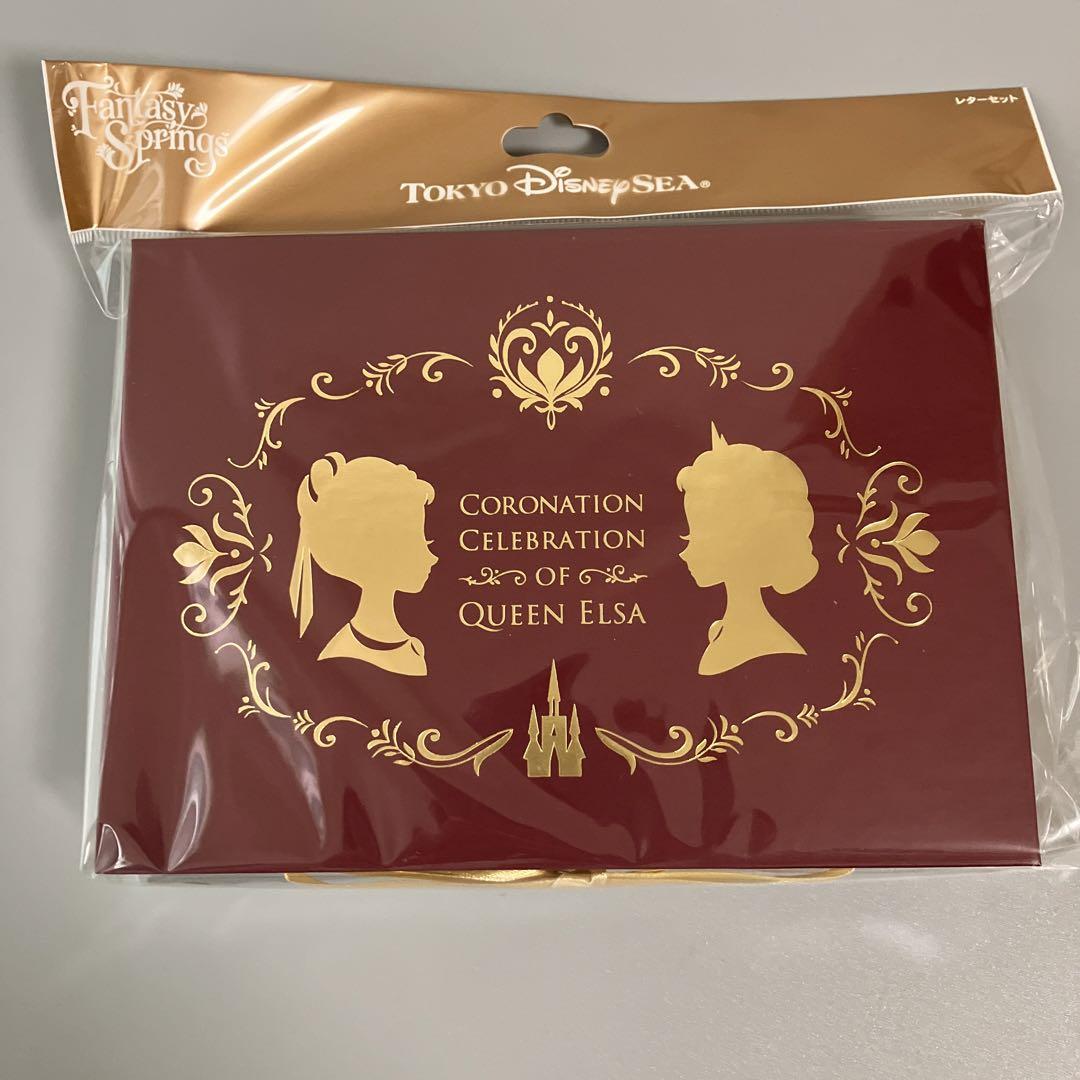 Fantasy
Springs
レターセット
TOKYO DISNEYSEA®
CORONATION
CELEBRATION
OF
QUEEN ELSA